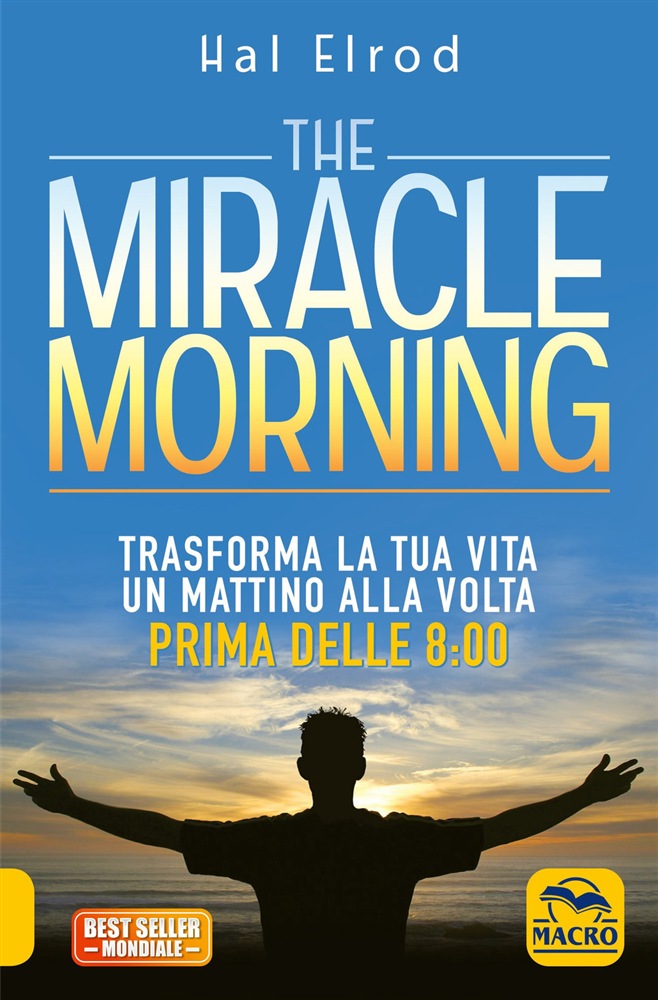 Hal Elrod
THE
MIRACLE
MORNING
TRASFORMA LA TUA VITA
UN MATTINO ALLA VOLTA
PRIMA DELLE 8:00
BEST SELLER
– MONDIALE –
MACRO